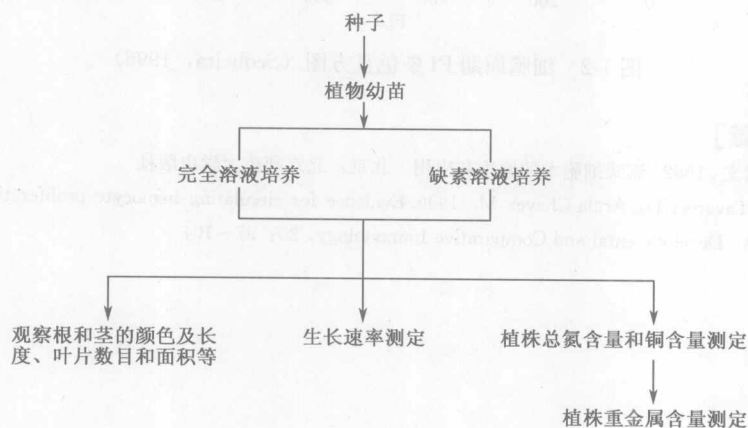 种子
植物幼苗
完全溶液培养
缺素溶液培养
观察根和茎的颜色及长
度、叶片数目和面积等
生长速率测定
植株总氮含量和铜含量测定
植株重金属含量测定